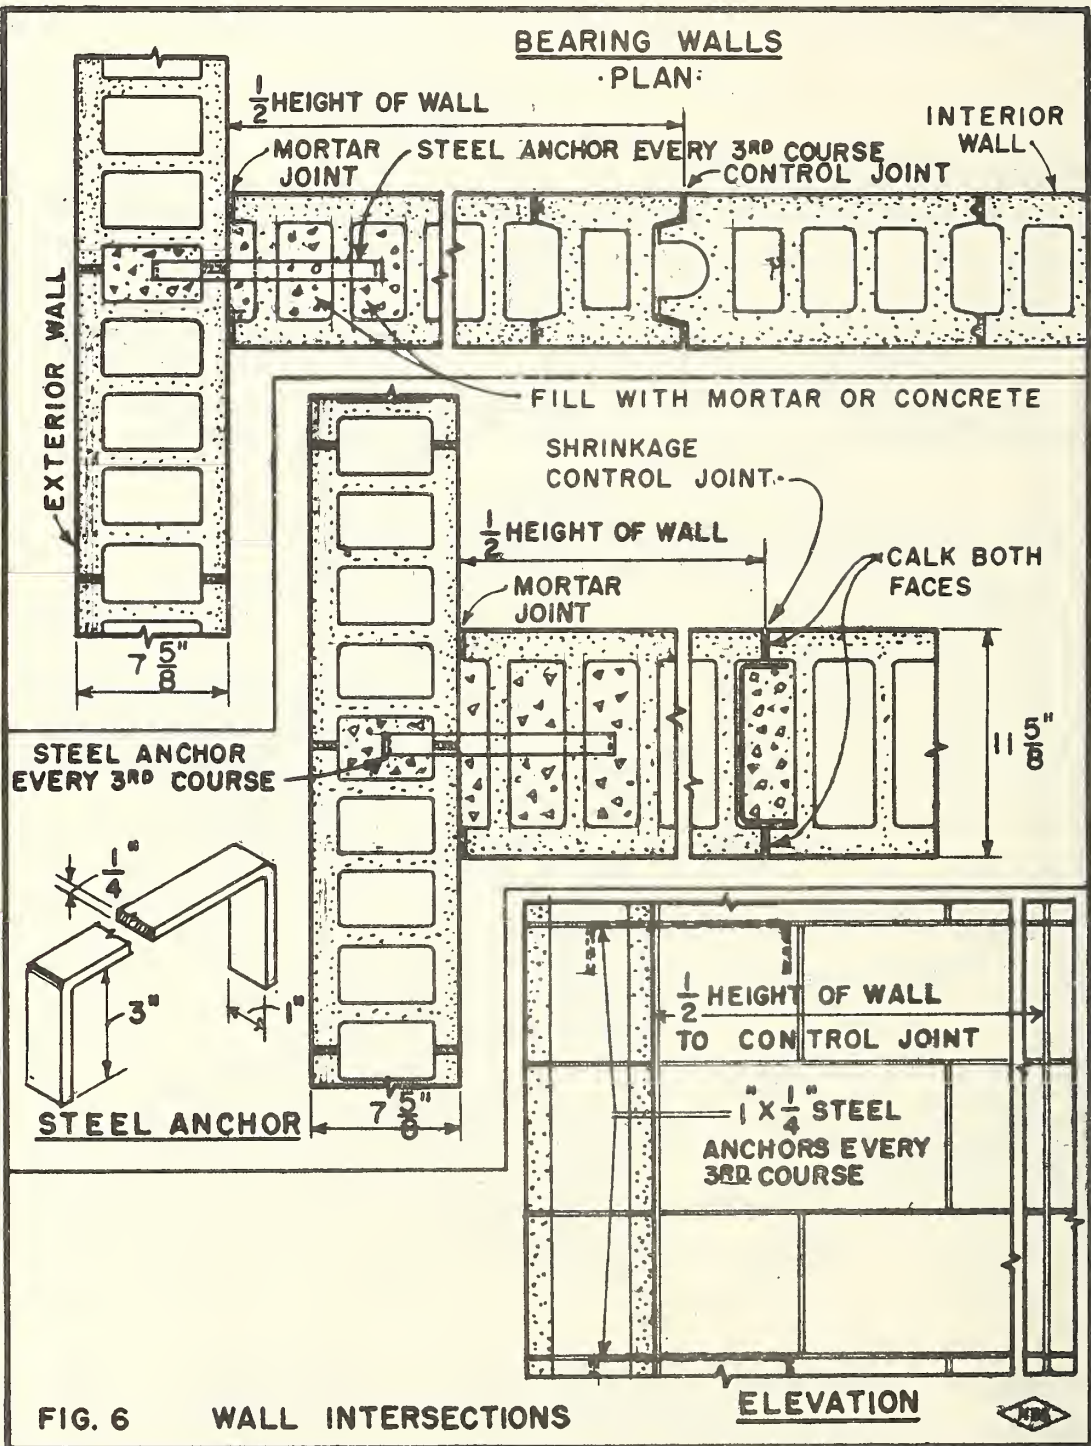 BEARING WALLS
·PLAN:
1/2 HEIGHT OF WALL
INTERIOR
WALL
MORTAR
JOINT
STEEL ANCHOR EVERY 3RD COURSE
CONTROL JOINT
EXTERIOR WALL
FILL WITH MORTAR OR CONCRETE
SHRINKAGE
CONTROL JOINT
1/2 HEIGHT OF WALL
CALK BOTH
FACES
MORTAR
JOINT
7 5/8"
11 5/8"
STEEL ANCHOR
EVERY 3RD COURSE
1/4"
3"
1"
STEEL ANCHOR
7 5/8"
1/2 HEIGHT OF WALL
TO CONTROL JOINT
1" X 1/4" STEEL
ANCHORS EVERY
3RD COURSE
ELEVATION
FIG. 6 WALL INTERSECTIONS